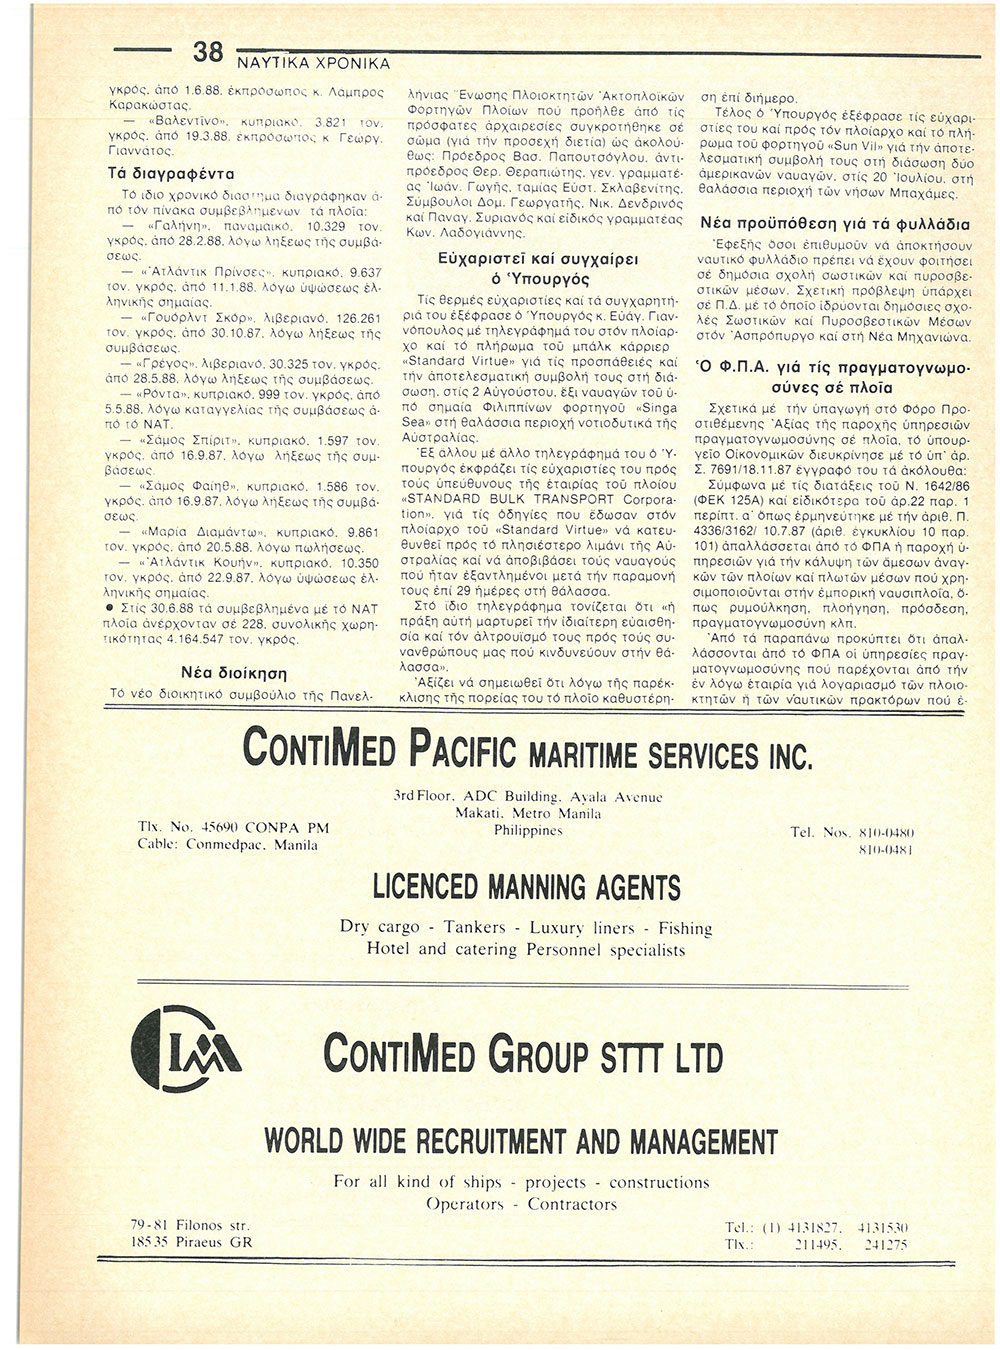 38
ΝΑΥΤΙΚΑ ΧΡΟΝΙΚΑ
γκρός, άπό 1.6.88, έκπρόσωπος κ. Λάμπρος
Καρακώστας.
— «Βαλεντίνο», κυπριακό, 3.821 τον.
γκρός, άπό 19.3.88, έκπρόσωπος κ. Γεώργ.
Γιαννάτος.
Τά διαγραφέντα
Τό ίδιο χρονικό διάστημα διαγράφηκαν ά-
πό τόν πίνακα συμβεβλημένων τά πλοία:
— «Γαλήνη», παναμαϊκό, 10.329 τον.
γκρός, άπό 28.2.88, λόγω λήξεως τής συμβά-
σεως.
— «Άτλάντικ Πρίνσες», κυπριακό, 9.637
τον. γκρός, άπό 11.1.88, λόγω ύψώσεως έλ-
ληνικής σημαίας.
— «Γουόρλντ Σκόρ», λιβεριανό, 126.261
τον. γκρός, άπό 30.10.87, λόγω λήξεως τής
συμβάσεως.
— «Γρέγος», λιβεριανό, 30.325 τον. γκρός,
άπό 28.5.88, λόγω λήξεως τής συμβάσεως.
— «Ρόντα», κυπριακό, 999 τον. γκρός, άπό
5.5.88, λόγω καταγγελίας τής συμβάσεως ά-
πό τό ΝΑΤ.
— «Σάμος Σπίριτ», κυπριακό, 1.597 τον.
γκρός, άπό 16.9.87, λόγω λήξεως τής συμ-
βάσεως.
— «Σάμος Φαίηθ», κυπριακό, 1.586 τον.
γκρός, άπό 16.9.87, λόγω λήξεως τής συμβά-
σεως.
— «Μαρία Διαμάντω», κυπριακό, 9.861
τον. γκρός, άπό 20.5.88, λόγω πωλήσεως.
— «Άτλάντικ Κουήν», κυπριακό, 10.350
τον. γκρός, άπό 22.9.87, λόγω ύψώσεως έλ-
ληνικής σημαίας.
● Στίς 30.6.88 τά συμβεβλημένα μέ τό ΝΑΤ
πλοία άνέρχονταν σέ 228, συνολικής χωρη-
τικότητας 4.164.547 τον. γκρός.
Νέα διοίκηση
Τό νέο διοικητικό συμβούλιο τής Πανελ-
λήνιας Ένωσης Πλοιοκτητών Άκτοπλοϊκών
Φορτηγών Πλοίων πού προήλθε άπό τίς
πρόσφατες άρχαιρεσίες συγκροτήθηκε σέ
σώμα (γιά τήν προσεχή διετία) ώς άκολού-
θως: Πρόεδρος Βασ. Παπουτσόγλου, άντι-
πρόεδρος Θερ. Θεραπιώτης, γεν. γραμματέ-
ας Ίωάν. Γωγής, ταμίας Εύστ. Σκλαβενίτης,
Σύμβουλοι Δομ. Γεωργατής, Νικ. Δενδρινός
καί Παναγ. Συριανός καί είδικός γραμματέας
Κων. Λαδογιάννης.
Εύχαριστεί καί συγχαίρει
ό Ύπουργός
Τίς θερμές εύχαριστίες καί τά συγχαρητή-
ριά του έξέφρασε ό Ύπουργός κ. Εύάγ. Γιαν-
νόπουλος μέ τηλεγράφημά του στόν πλοίαρ-
χο καί τό πλήρωμα τού μπάλκ κάρριερ
«Standard Virtue» γιά τίς προσπάθειές καί
τήν άποτελεσματική συμβολή τους στή διά-
σωση, στίς 2 Αύγούστου, έξι ναυαγών τού ύ-
πό σημαία Φιλιππίνων φορτηγού «Singa
Sea» στή θαλάσσια περιοχή νοτιοδυτικά τής
Αύστραλίας.
Έξ άλλου μέ άλλο τηλεγράφημά του ό Ύ-
πουργός έκφράζει τίς εύχαριστίες του πρός
τούς ύπεύθυνους τής έταιρίας τού πλοίου
«STANDARD BULK TRANSPORT Corpora-
tion», γιά τίς όδηγίες πού έδωσαν στόν
πλοίαρχο τού «Standard Virtue» νά κατευ-
θυνθεί πρός τό πλησιέστερο λιμάνι τής Αύ-
στραλίας καί νά άποβιβάσει τούς ναυαγούς
πού ήταν έξαντλημένοι μετά τήν παραμονή
τους έπί 29 ήμέρες στή θάλασσα.
Στό ίδιο τηλεγράφημα τονίζεται ότι «ή
πράξη αύτή μαρτυρεί τήν ίδιαίτερη εύαισθη-
σία καί τόν άλτρουϊσμό τους πρός τούς συ-
νανθρώπους μας πού κινδυνεύουν στήν θά-
λασσα».
Άξίζει νά σημειωθεί ότι λόγω τής παρέκ-
κλισης τής πορείας του τό πλοίο καθυστέρη-
ση έπί διήμερο.
Τέλος ό Ύπουργός έξέφρασε τίς εύχαρι-
στίες του καί πρός τόν πλοίαρχο καί τό πλή-
ρωμα τού φορτηγού «Sun Vil» γιά τήν άποτε-
λεσματική συμβολή τους στή διάσωση δύο
άμερικανών ναυαγών, στίς 20 Ίουλίου, στή
θαλάσσια περιοχή τών νήσων Μπαχάμες.
Νέα προϋπόθεση γιά τά φυλλάδια
Έφεξής όσοι έπιθυμούν νά άποκτήσουν
ναυτικό φυλλάδιο πρέπει νά έχουν φοιτήσει
σέ δημόσια σχολή σωστικών καί πυροσβε-
στικών μέσων. Σχετική πρόβλεψη ύπάρχει
σέ Π.Δ. μέ τό όποίο ίδρύονται δημόσιες σχο-
λές Σωστικών καί Πυροσβεστικών Μέσων
στόν Άσπρόπυργο καί στή Νέα Μηχανιώνα.
Ό Φ.Π.Α. γιά τίς πραγματογνωμο-
σύνες σέ πλοία
Σχετικά μέ τήν ύπαγωγή στό Φόρο Προ-
στιθέμενης Άξίας τής παροχής ύπηρεσιών
πραγματογνωμοσύνης σέ πλοία, τό ύπουρ-
γείο Οίκονομικών διευκρίνησε μέ τό ύπ' άρ.
Σ. 7691/18.11.87 έγγραφό του τά άκόλουθα:
Σύμφωνα μέ τίς διατάξεις τού Ν. 1642/86
(ΦΕΚ 125Α) καί είδικότερα τού άρ.22 παρ. 1
περίπτ. α' όπως έρμηνεύτηκε μέ τήν άριθ. Π.
4336/3162/ 10.7.87 (άριθ. έγκυκλίου 10 παρ.
101) άπαλλάσσεται άπό τό ΦΠΑ ή παροχή ύ-
πηρεσιών γιά τήν κάλυψη τών άμεσων άναγ-
κών τών πλοίων καί πλωτών μέσων πού χρη-
σιμοποιούνται στήν έμπορική ναυσιπλοία, ό-
πως ρυμούλκηση, πλοήγηση, πρόσδεση,
πραγματογνωμοσύνη κλπ.
Άπό τά παραπάνω προκύπτει ότι άπαλ-
λάσσονται άπό τό ΦΠΑ οί ύπηρεσίες πραγ-
ματογνωμοσύνης πού παρέχονται άπό τήν
έν λόγω έταιρία γιά λογαριασμό τών πλοιο-
κτητών ή τών ναυτικών πρακτόρων πού έ-
CONTIMED PACIFIC MARITIME SERVICES INC.
3rd Floor, ADC Building, Ayala Avenue
Makati, Metro Manila
Philippines
Tlx. No. 45690 CONPA PM
Cable: Conmedpac, Manila
Tel. Nos. 810-0480
810-0481
LICENCED MANNING AGENTS
Dry cargo - Tankers - Luxury liners - Fishing
Hotel and catering Personnel specialists
CONTIMED GROUP STTT LTD
WORLD WIDE RECRUITMENT AND MANAGEMENT
For all kind of ships - projects - constructions
Operators - Contractors
79-81 Filonos str.
18535 Piraeus GR
Tel.: (1) 4131827, 4131530
Tlx.: 211495, 241275